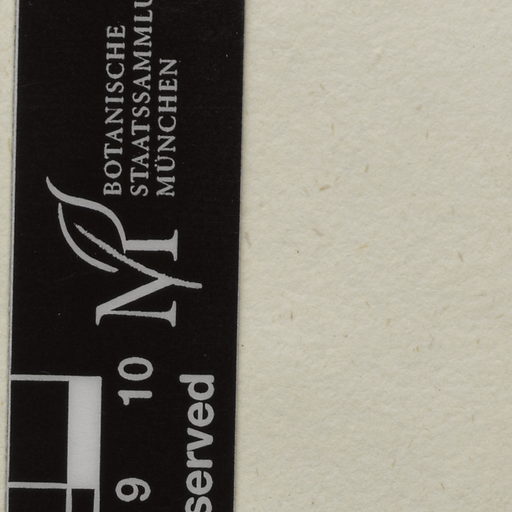 BOTANISCHE
STAATSSAMMLU
MÜNCHEN
9 10
served